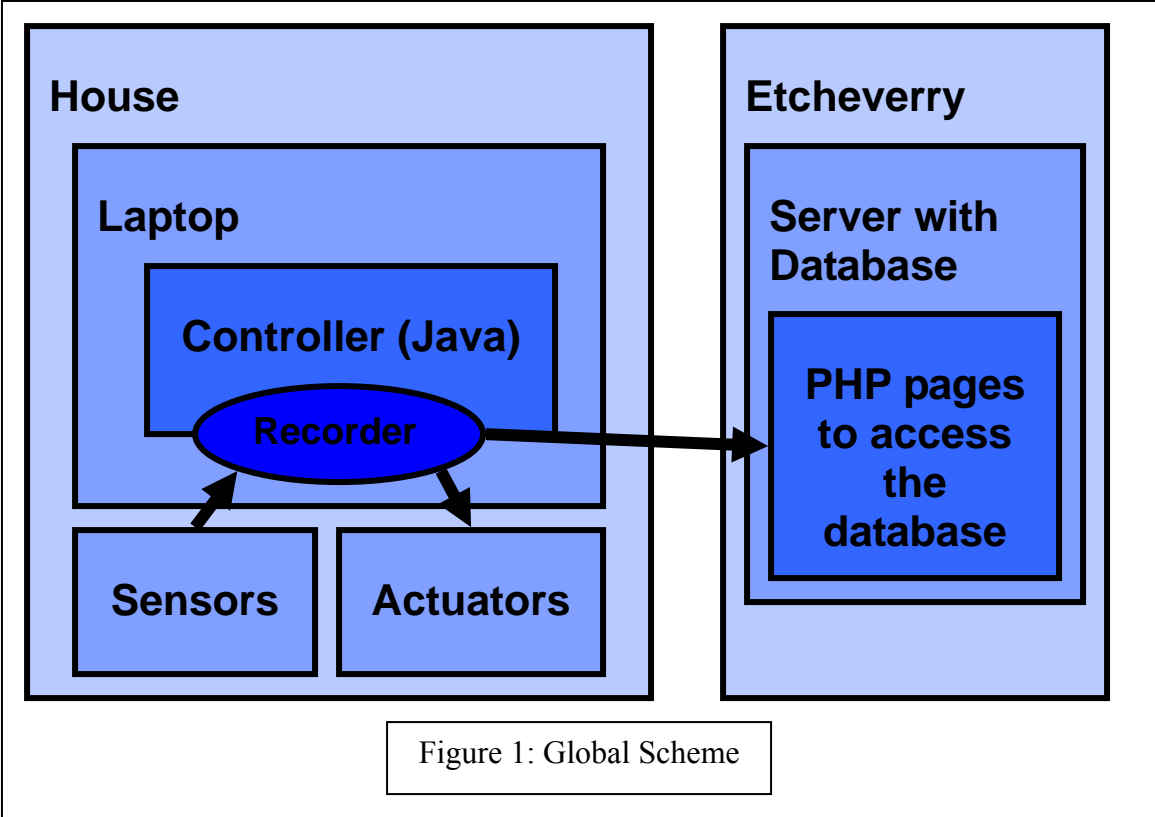 House
Laptop
Controller (Java)
Recorder
Sensors
Actuators
Etcheverry
Server with
Database
PHP pages
to access
the
database
Figure 1: Global Scheme